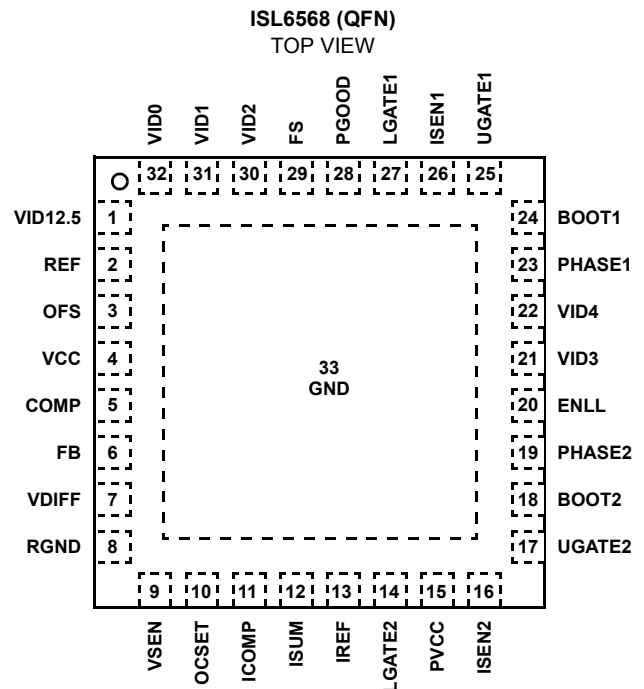 ISL6568 (QFN)
TOP VIEW
VID0 VID1 VID2 FS PGOOD LGATE1 ISEN1 UGATE1
32 31 30 29 28 27 26 25
VID12.5 1 24 BOOT1
REF 2 23 PHASE1
OFS 3 22 VID4
VCC 4 21 VID3
33
GND
COMP 5 20 ENLL
FB 6 19 PHASE2
VDIFF 7 18 BOOT2
RGND 8 17 UGATE2
9 10 11 12 13 14 15 16
VSEN OCSET ICOMP ISUM IREF LGATE2 PVCC ISEN2